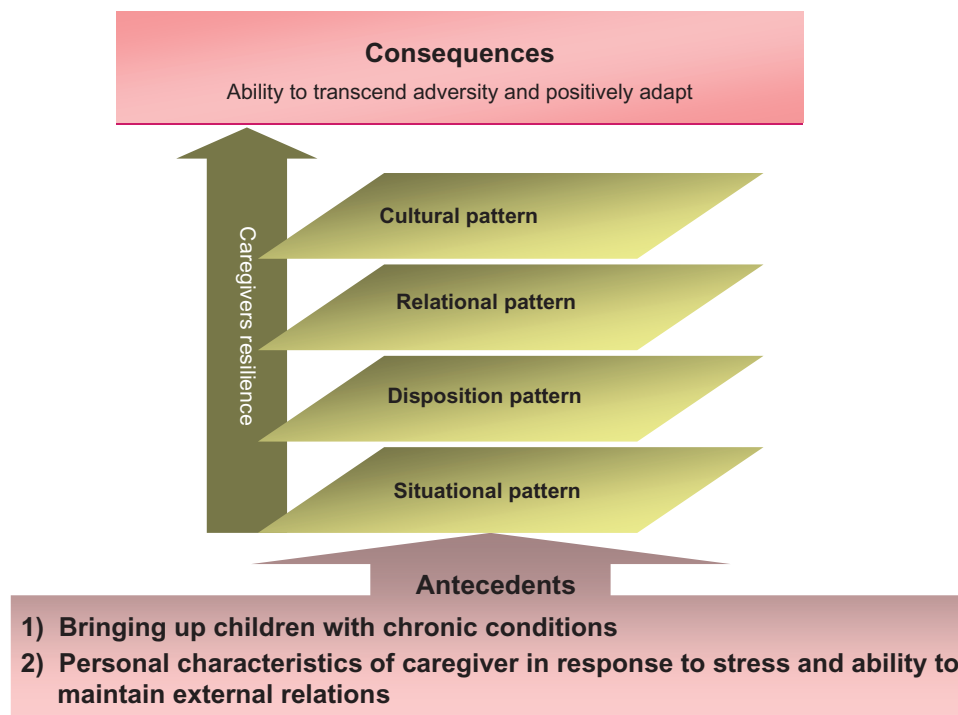 Consequences
Ability to transcend adversity and positively adapt
Caregivers resilience
Cultural pattern
Relational pattern
Disposition pattern
Situational pattern
Antecedents
1) Bringing up children with chronic conditions
2) Personal characteristics of caregiver in response to stress and ability to
maintain external relations